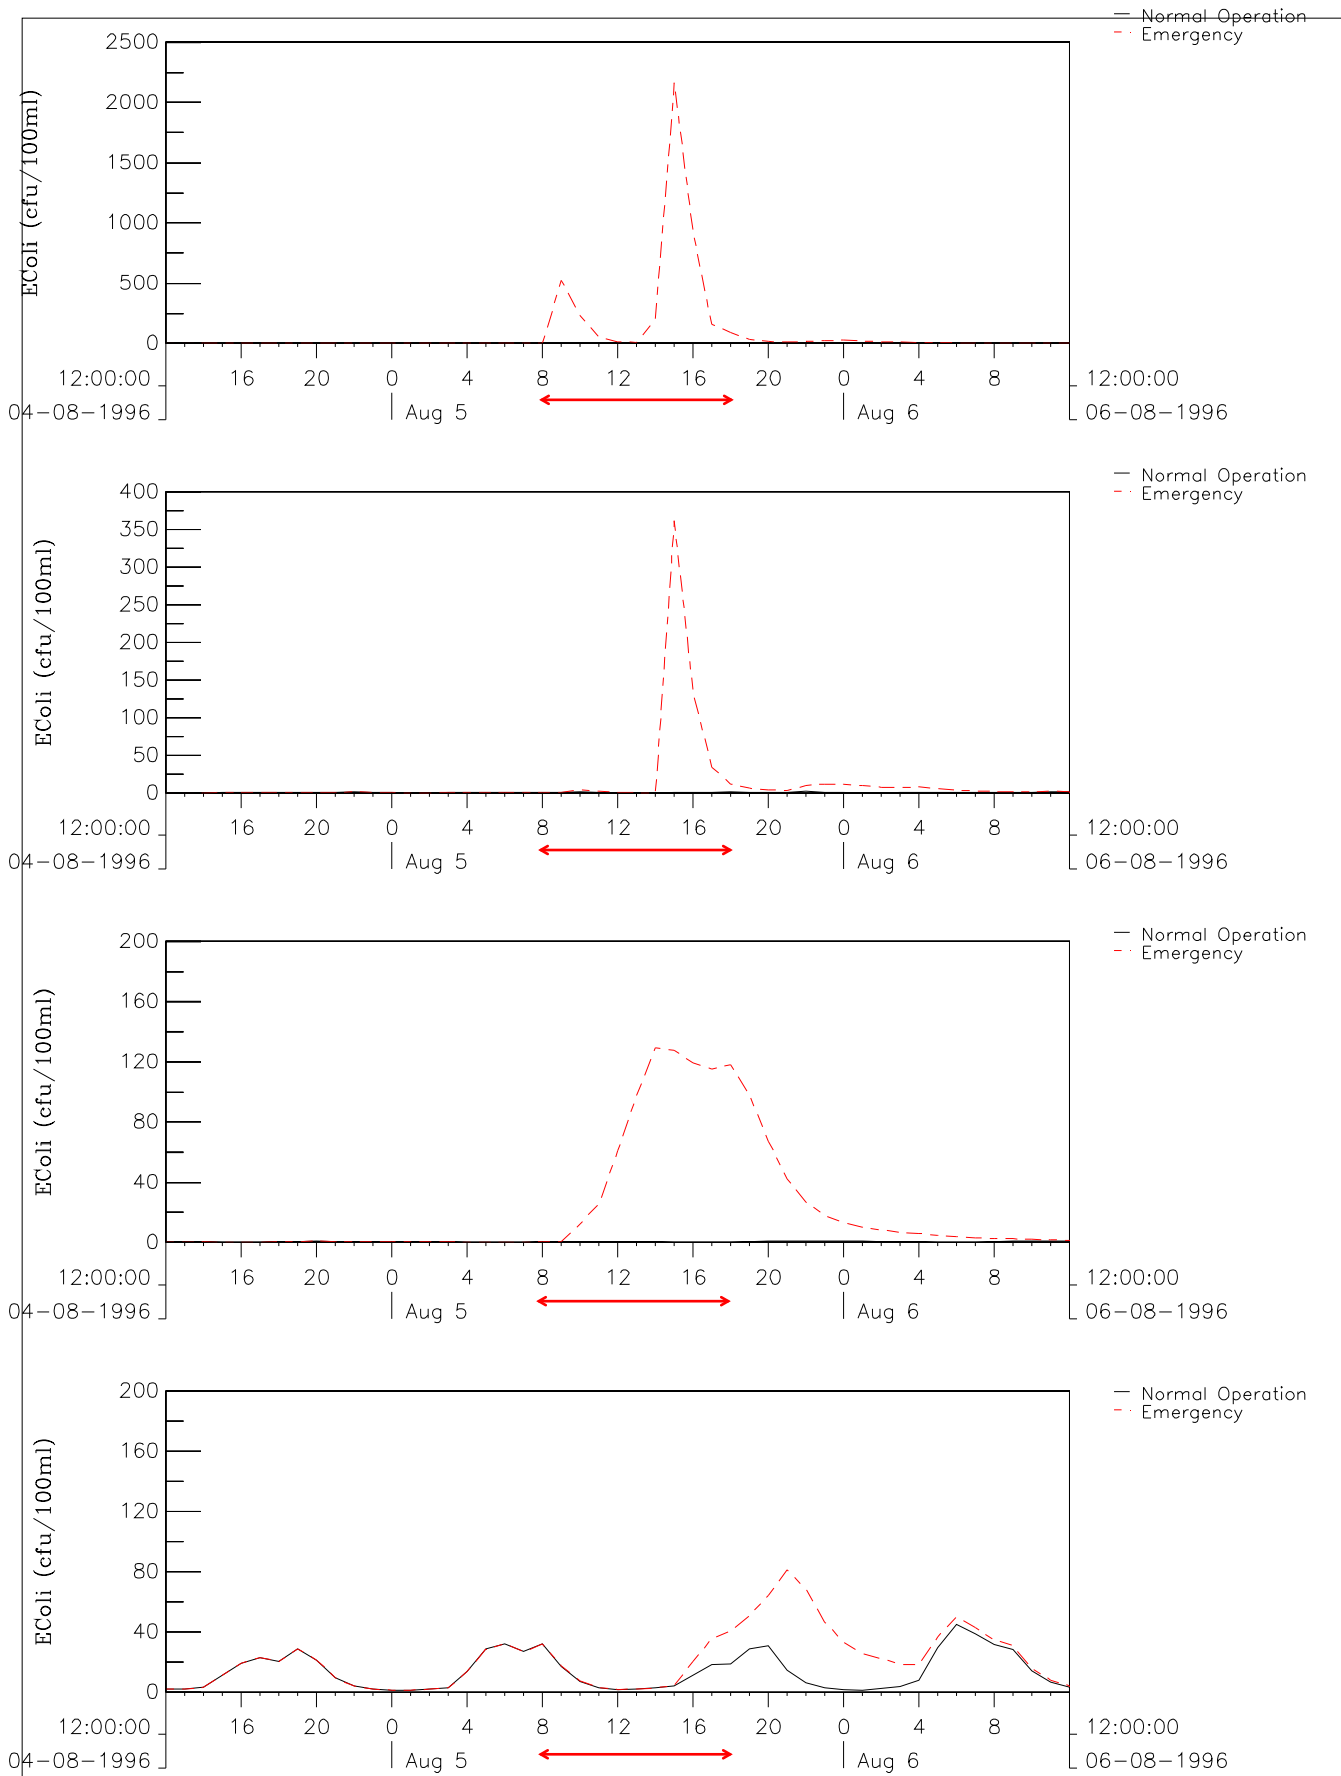 Normal Operation
Emergency
EColi (cfu/100ml)
2500
2000
1500
1000
500
0
16 20 0 4 8 12 16 20 0 4 8
12:00:00 12:00:00
04-08-1996 Aug 5 Aug 6 06-08-1996
Normal Operation
Emergency
EColi (cfu/100ml)
400
350
300
250
200
150
100
50
0
16 20 0 4 8 12 16 20 0 4 8
12:00:00 12:00:00
04-08-1996 Aug 5 Aug 6 06-08-1996
Normal Operation
Emergency
EColi (cfu/100ml)
200
160
120
80
40
0
16 20 0 4 8 12 16 20 0 4 8
12:00:00 12:00:00
04-08-1996 Aug 5 Aug 6 06-08-1996
Normal Operation
Emergency
EColi (cfu/100ml)
200
160
120
80
40
0
16 20 0 4 8 12 16 20 0 4 8
12:00:00 12:00:00
04-08-1996 Aug 5 Aug 6 06-08-1996